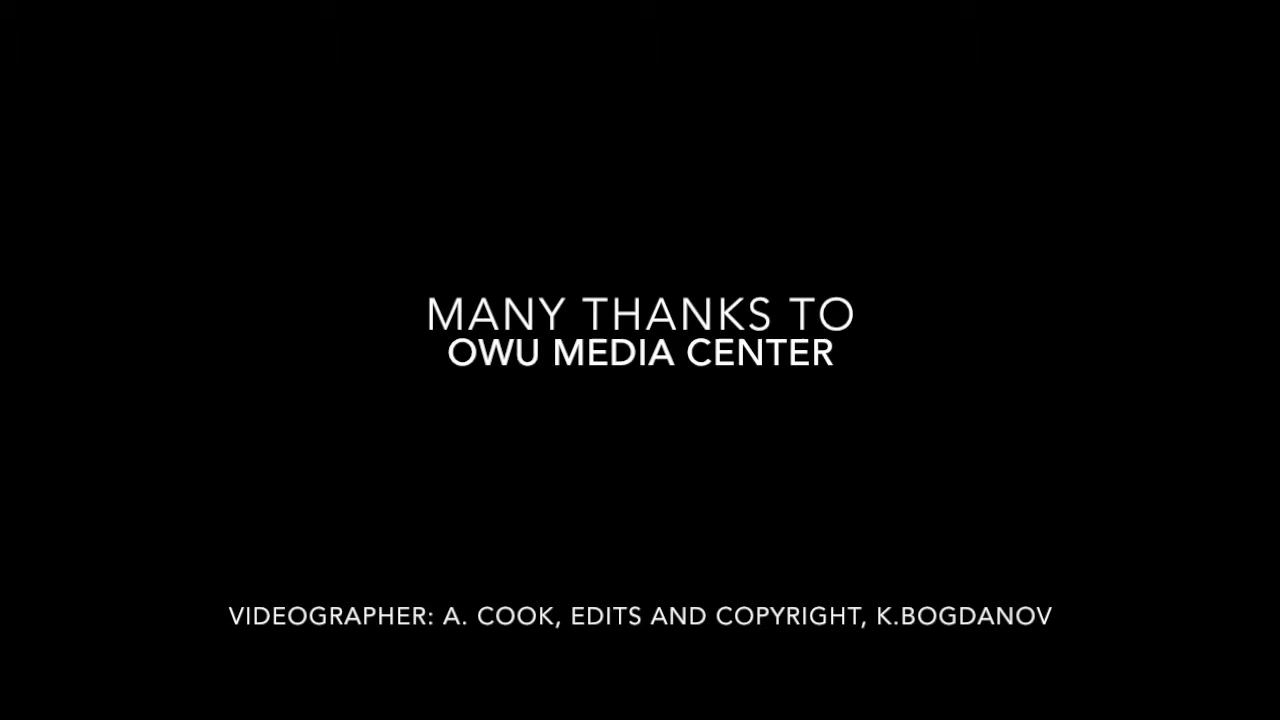 MANY THANKS TO
OWU MEDIA CENTER
VIDEOGRAPHER: A. COOK, EDITS AND COPYRIGHT, K.BOGDANOV